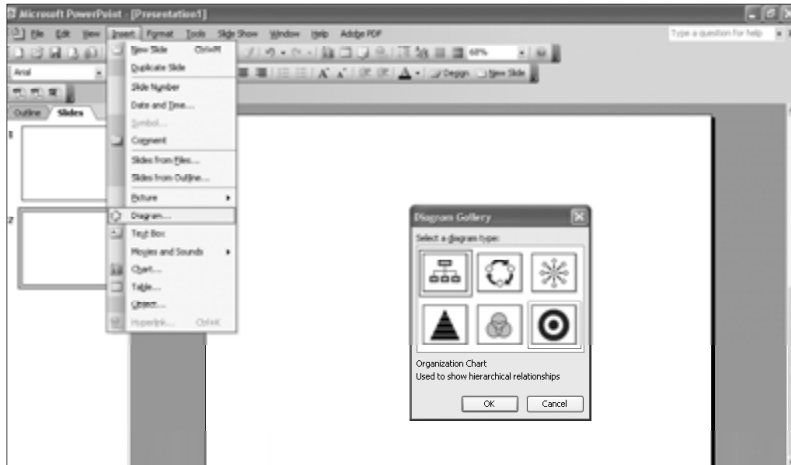 Microsoft PowerPoint - [Presentation1]
File Edit View Insert Format Tools Slide Show Window Help Adobe PDF
Type a question for help
66%
Arial
Design New Slide
Outline Slides
New Slide Ctrl+M
Duplicate Slide
Slide Number
Date and Time...
Symbol...
Comment
Slides from Files...
Slides from Outline...
Picture
Diagram...
Text Box
Movies and Sounds
Chart...
Table...
Object...
Hyperlink... Ctrl+K
1
2
Diagram Gallery
Select a diagram type:
Organization Chart
Used to show hierarchical relationships
OK Cancel